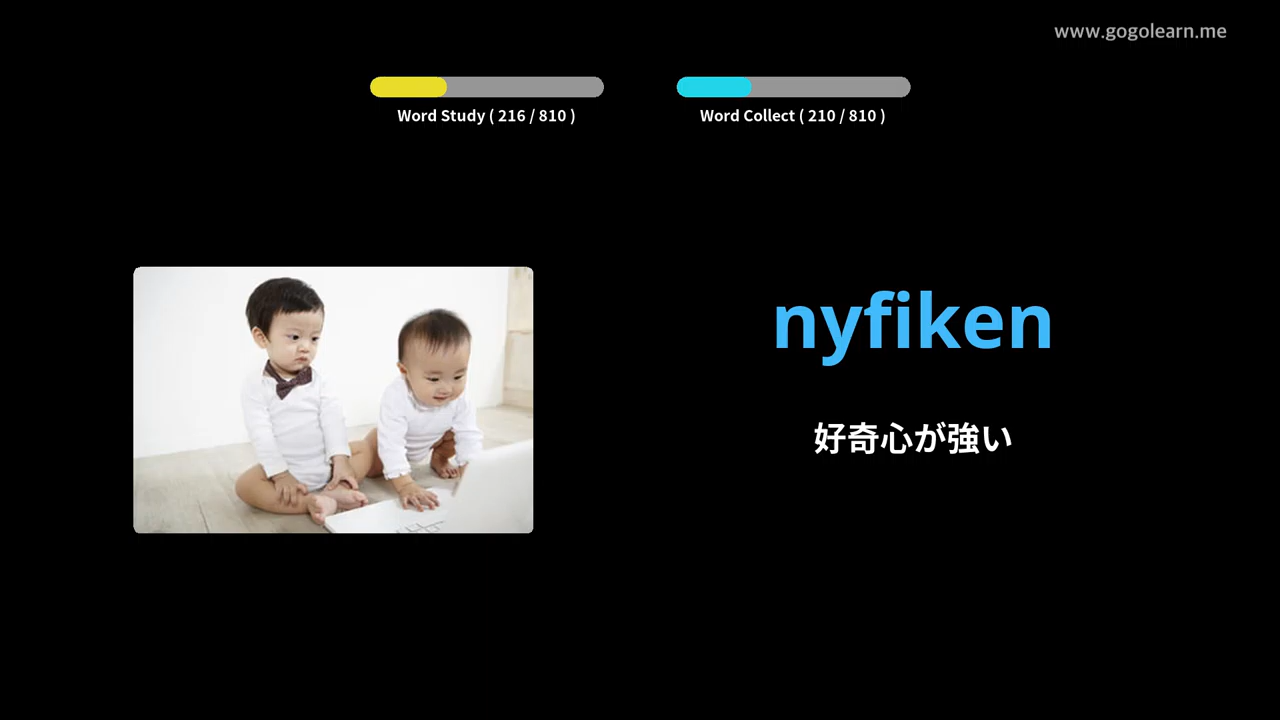 www.gogolearn.me
Word Study ( 216 / 810 )
Word Collect ( 210 / 810 )
nyfiken
好奇心が強い